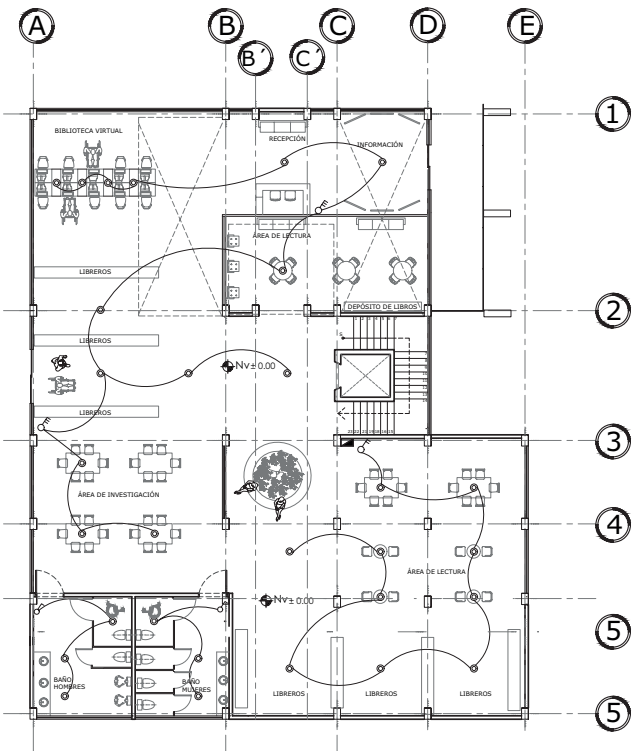 A
B
C
D
E
B´
C´
1
BIBLIOTECA VIRTUAL
RECEPCIÓN
INFORMACIÓN
ÁREA DE LECTURA
LIBREROS
DEPÓSITO DE LIBROS
2
LIBREROS
Nv± 0.00
LIBREROS
3
ÁREA DE INVESTIGACIÓN
4
ÁREA DE LECTURA
Nv± 0.00
5
BAÑO
HOMBRES
BAÑO
MUJERES
LIBREROS
LIBREROS
LIBREROS
5